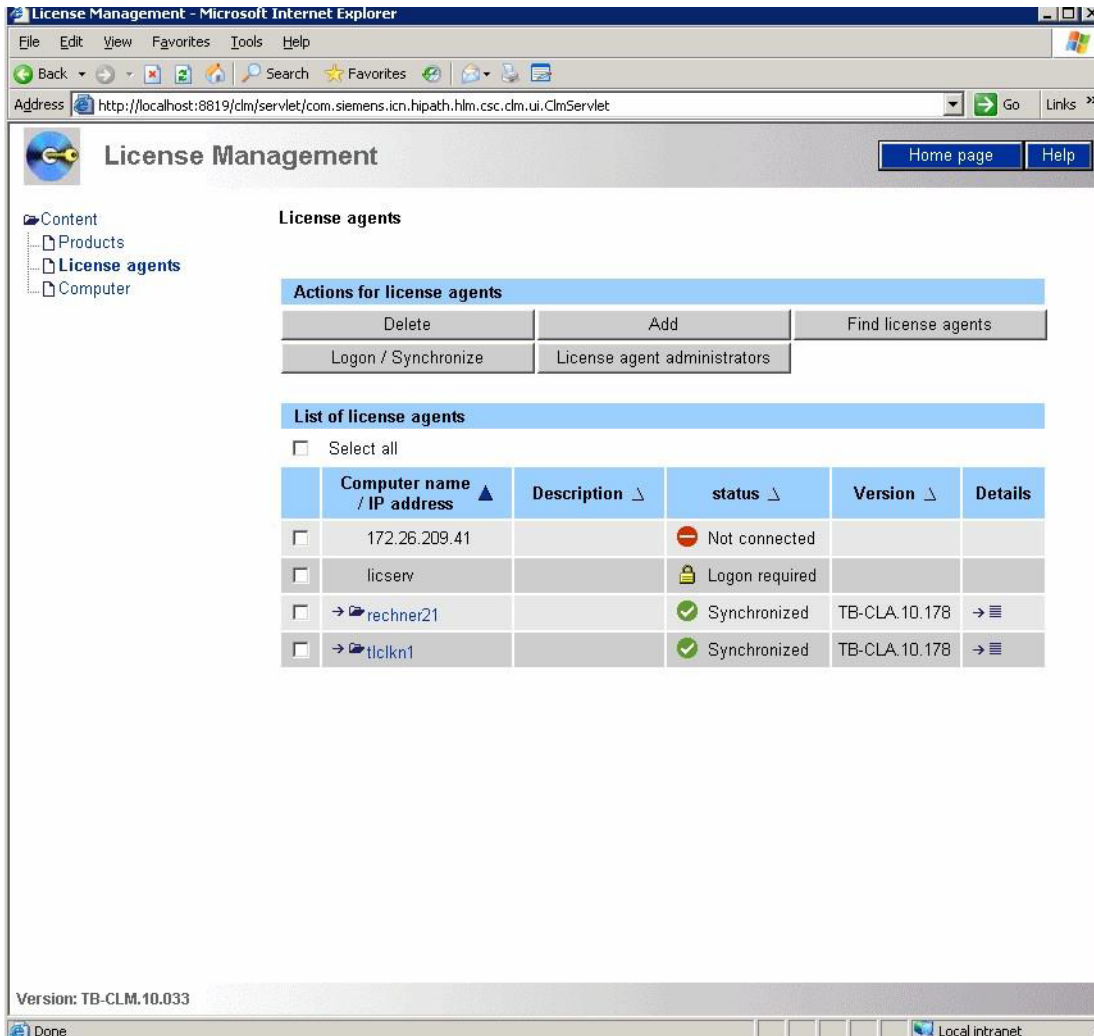 License Management - Microsoft Internet Explorer
File Edit View Favorites Tools Help
Back Search Favorites
Address http://localhost:8819/clm/servlet/com.siemens.icn.hipath.hlm.csc.clm.ui.ClmServlet Go Links »
License Management Home page Help
Content
Products
License agents
Computer
License agents
Actions for license agents
Delete Add Find license agents
Logon / Synchronize License agent administrators
List of license agents
Select all
Computer name / IP address Description status Version Details
172.26.209.41 Not connected
licserv Logon required
rechner21 Synchronized TB-CLA.10.178
tlclkn1 Synchronized TB-CLA.10.178
Version: TB-CLM.10.033
Done Local intranet